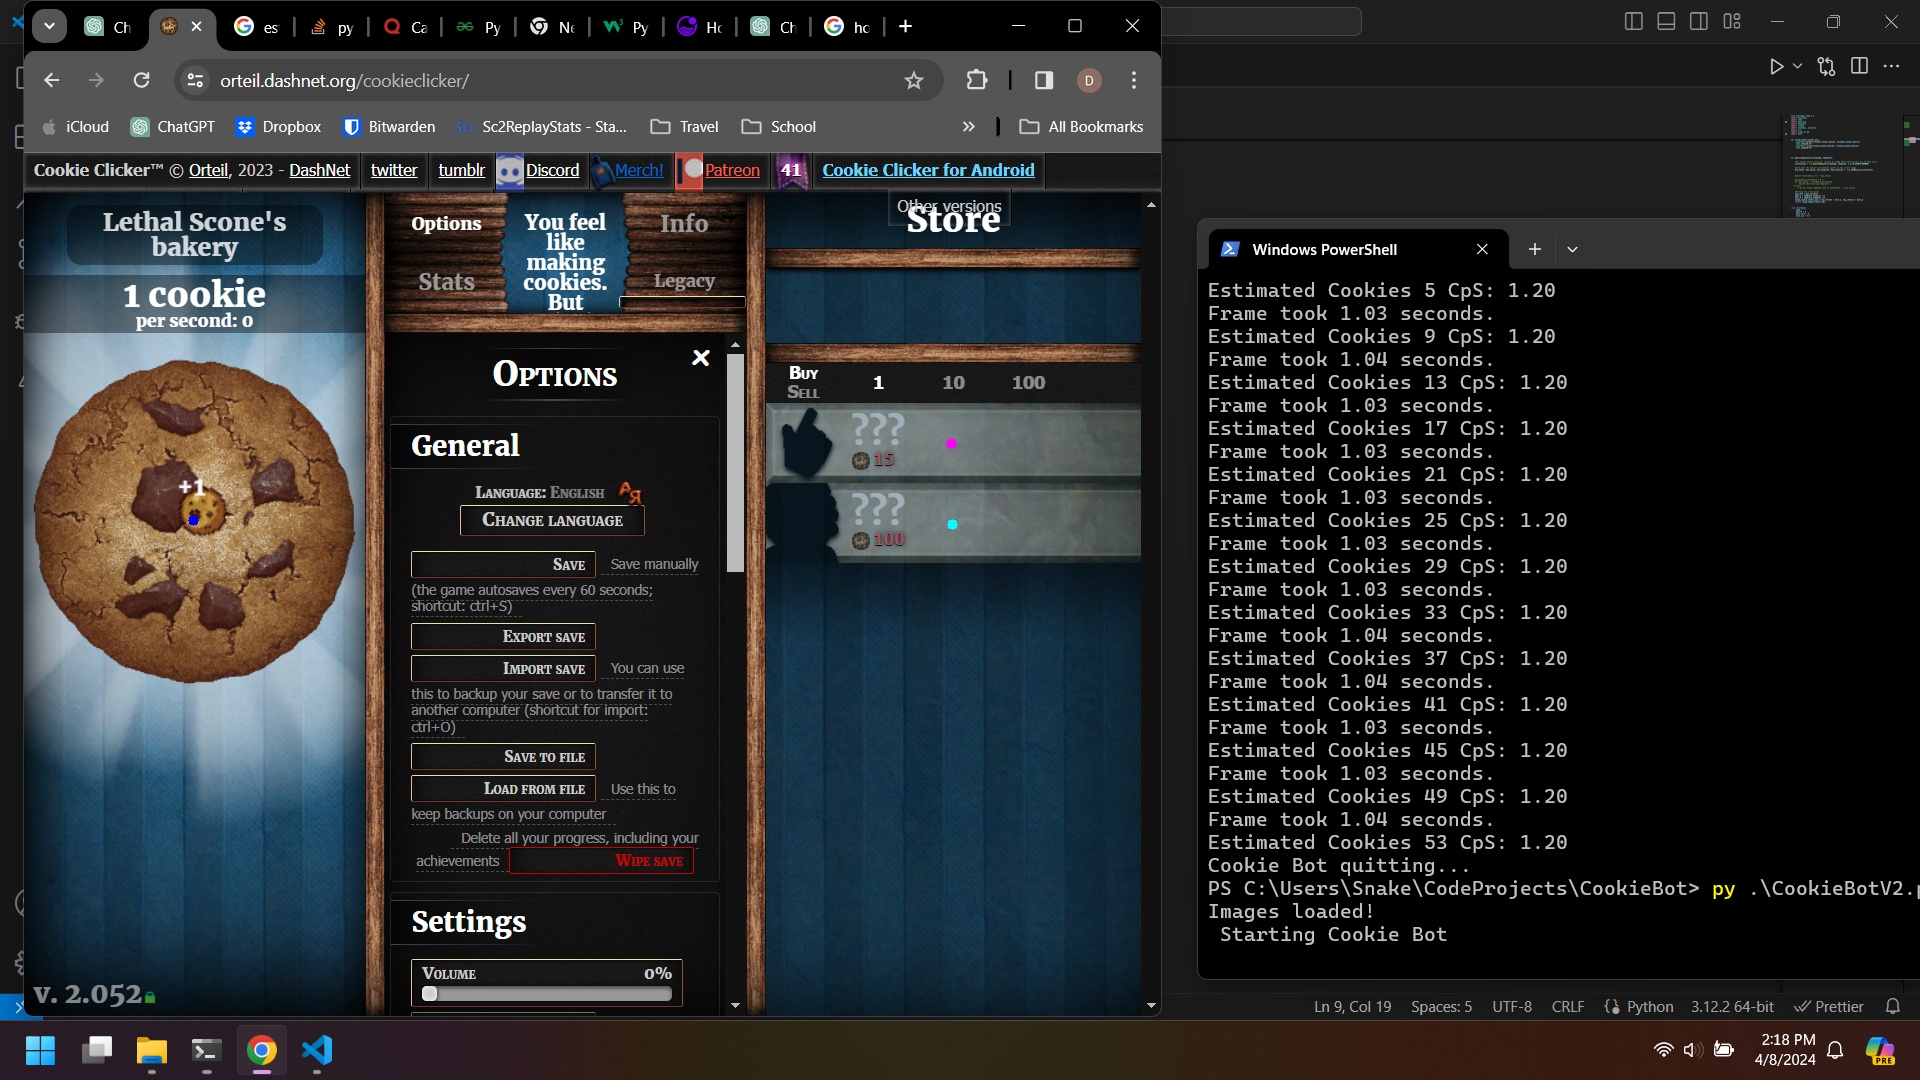 Ch
es
py
Ca
Py
Ne
Py
Ho
Ch
ho
orteil.dashnet.org/cookieclicker/
D
iCloud
ChatGPT
Dropbox
Bitwarden
Sc2ReplayStats - Sta...
Travel
School
»
All Bookmarks
Cookie Clicker™ © Orteil, 2023 - DashNet
twitter
tumblr
Discord
Merch!
Patreon
41
Cookie Clicker for Android
Other versions
Lethal Scone's
bakery
1 cookie
per second: 0
+1
v. 2.052
Options
Stats
You feel
like
making
cookies.
But
Info
Legacy
Options
General
Language: English
Change language
Save
Save manually
(the game autosaves every 60 seconds;
shortcut: ctrl+S)
Export save
Import save
You can use
this to backup your save or to transfer it to
another computer (shortcut for import:
ctrl+O)
Save to file
Load from file
Use this to
keep backups on your computer
Delete all your progress, including your
achievements
Wipe save
Settings
Volume
0%
Store
Buy
Sell
1
10
100
???
15
???
100
Windows PowerShell
Estimated Cookies 5 CpS: 1.20
Frame took 1.03 seconds.
Estimated Cookies 9 CpS: 1.20
Frame took 1.04 seconds.
Estimated Cookies 13 CpS: 1.20
Frame took 1.03 seconds.
Estimated Cookies 17 CpS: 1.20
Frame took 1.03 seconds.
Estimated Cookies 21 CpS: 1.20
Frame took 1.03 seconds.
Estimated Cookies 25 CpS: 1.20
Frame took 1.03 seconds.
Estimated Cookies 29 CpS: 1.20
Frame took 1.03 seconds.
Estimated Cookies 33 CpS: 1.20
Frame took 1.04 seconds.
Estimated Cookies 37 CpS: 1.20
Frame took 1.04 seconds.
Estimated Cookies 41 CpS: 1.20
Frame took 1.03 seconds.
Estimated Cookies 45 CpS: 1.20
Frame took 1.03 seconds.
Estimated Cookies 49 CpS: 1.20
Frame took 1.04 seconds.
Estimated Cookies 53 CpS: 1.20
Cookie Bot quitting...
PS C:\Users\Snake\CodeProjects\CookieBot> py .\CookieBotV2.p
Images loaded!
Starting Cookie Bot
Ln 9, Col 19
Spaces: 5
UTF-8
CRLF
Python
3.12.2 64-bit
Prettier
2:18 PM
4/8/2024
PRE